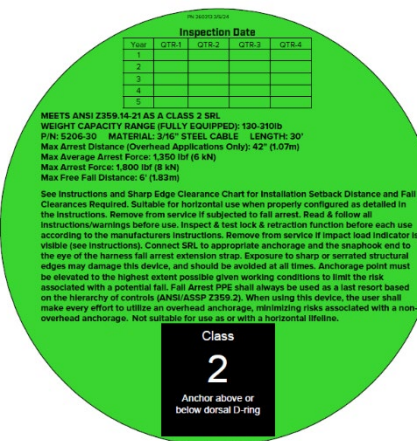 Inspection Date
Year QTR-1 QTR-2 QTR-3 QTR-4
1
2
3
4
5
MEETS ANSI Z359.14-21 AS A CLASS 2 SRL
WEIGHT CAPACITY RANGE (FULLY EQUIPPED): 130-310lb
P/N: 5206-30 MATERIAL: 3/16" STEEL CABLE LENGTH: 30'
Max Arrest Distance (Overhead Applications Only): 42" (1.07m)
Max Average Arrest Force: 1,350 lbf (6 kN)
Max Arrest Force: 1,800 lbf (8 kN)
Max Free Fall Distance: 6' (1.83m)
See Instructions and Sharp Edge Clearance Chart for Installation Setback Distance and Fall
Clearances Required. Suitable for horizontal use when properly configured as detailed in
the instructions. Remove from service if subjected to fall arrest. Read & follow all
instructions/warnings before use. Inspect & test lock & retraction function before each use
according to the manufacturers instructions. Remove from service if impact load indicator is
visible (see instructions). Connect SRL to appropriate anchorage and the snaphook end to
the eye of the harness fall arrest extension strap. Exposure to sharp or serrated structural
edges may damage this device, and should be avoided at all times. Anchorage point must
be elevated to the highest extent possible given working conditions to limit the risk
associated with a potential fall. Fall Arrest PPE shall always be used as a last resort based
on the hierarchy of controls (ANSI/ASSP Z359.2). When using this device, the user shall
make every effort to utilize an overhead anchorage, minimizing risks associated with a non-
overhead anchorage. Not suitable for use as or with a horizontal lifeline.
Class
2
Anchor above or
below dorsal D-ring